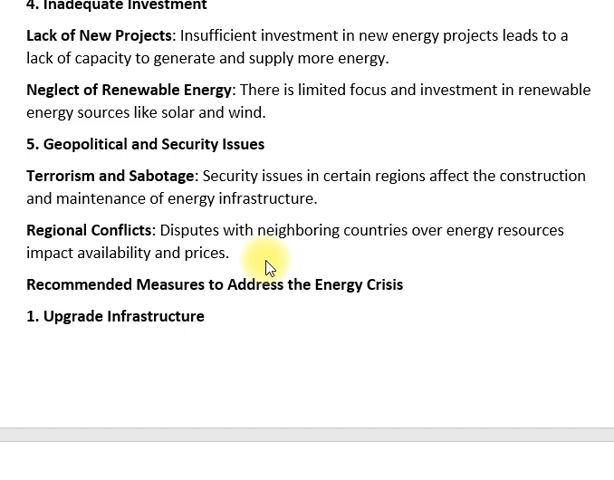 4. Inadequate Investment
Lack of New Projects: Insufficient investment in new energy projects leads to a
lack of capacity to generate and supply more energy.
Neglect of Renewable Energy: There is limited focus and investment in renewable
energy sources like solar and wind.
5. Geopolitical and Security Issues
Terrorism and Sabotage: Security issues in certain regions affect the construction
and maintenance of energy infrastructure.
Regional Conflicts: Disputes with neighboring countries over energy resources
impact availability and prices.
Recommended Measures to Address the Energy Crisis
1. Upgrade Infrastructure